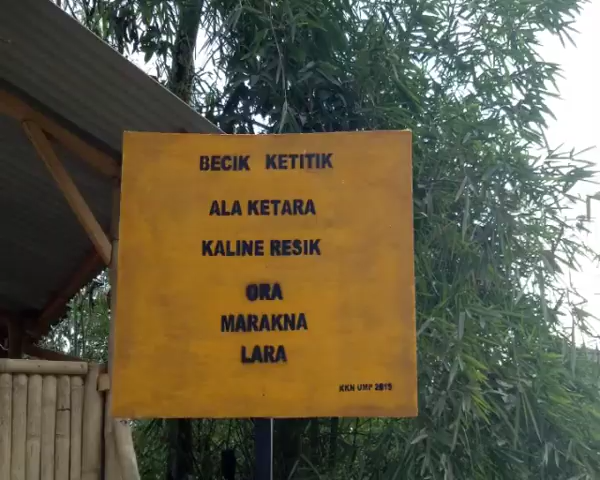 BECIK KETITIK
ALA KETARA
KALINE RESIK
ORA
MARAKNA
LARA
KKN UMP 2019